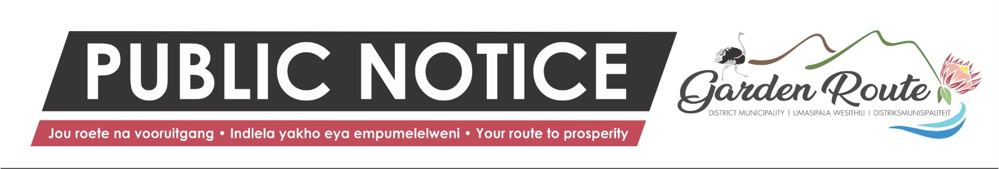 PUBLIC NOTICE
Jou roete na vooruitgang • Indlela yakho eya empumelelweni • Your route to prosperity
Garden Route
DISTRICT MUNICIPALITY | UMASIPALA WESITHILI | DISTRIKSMUNISIPALITEIT